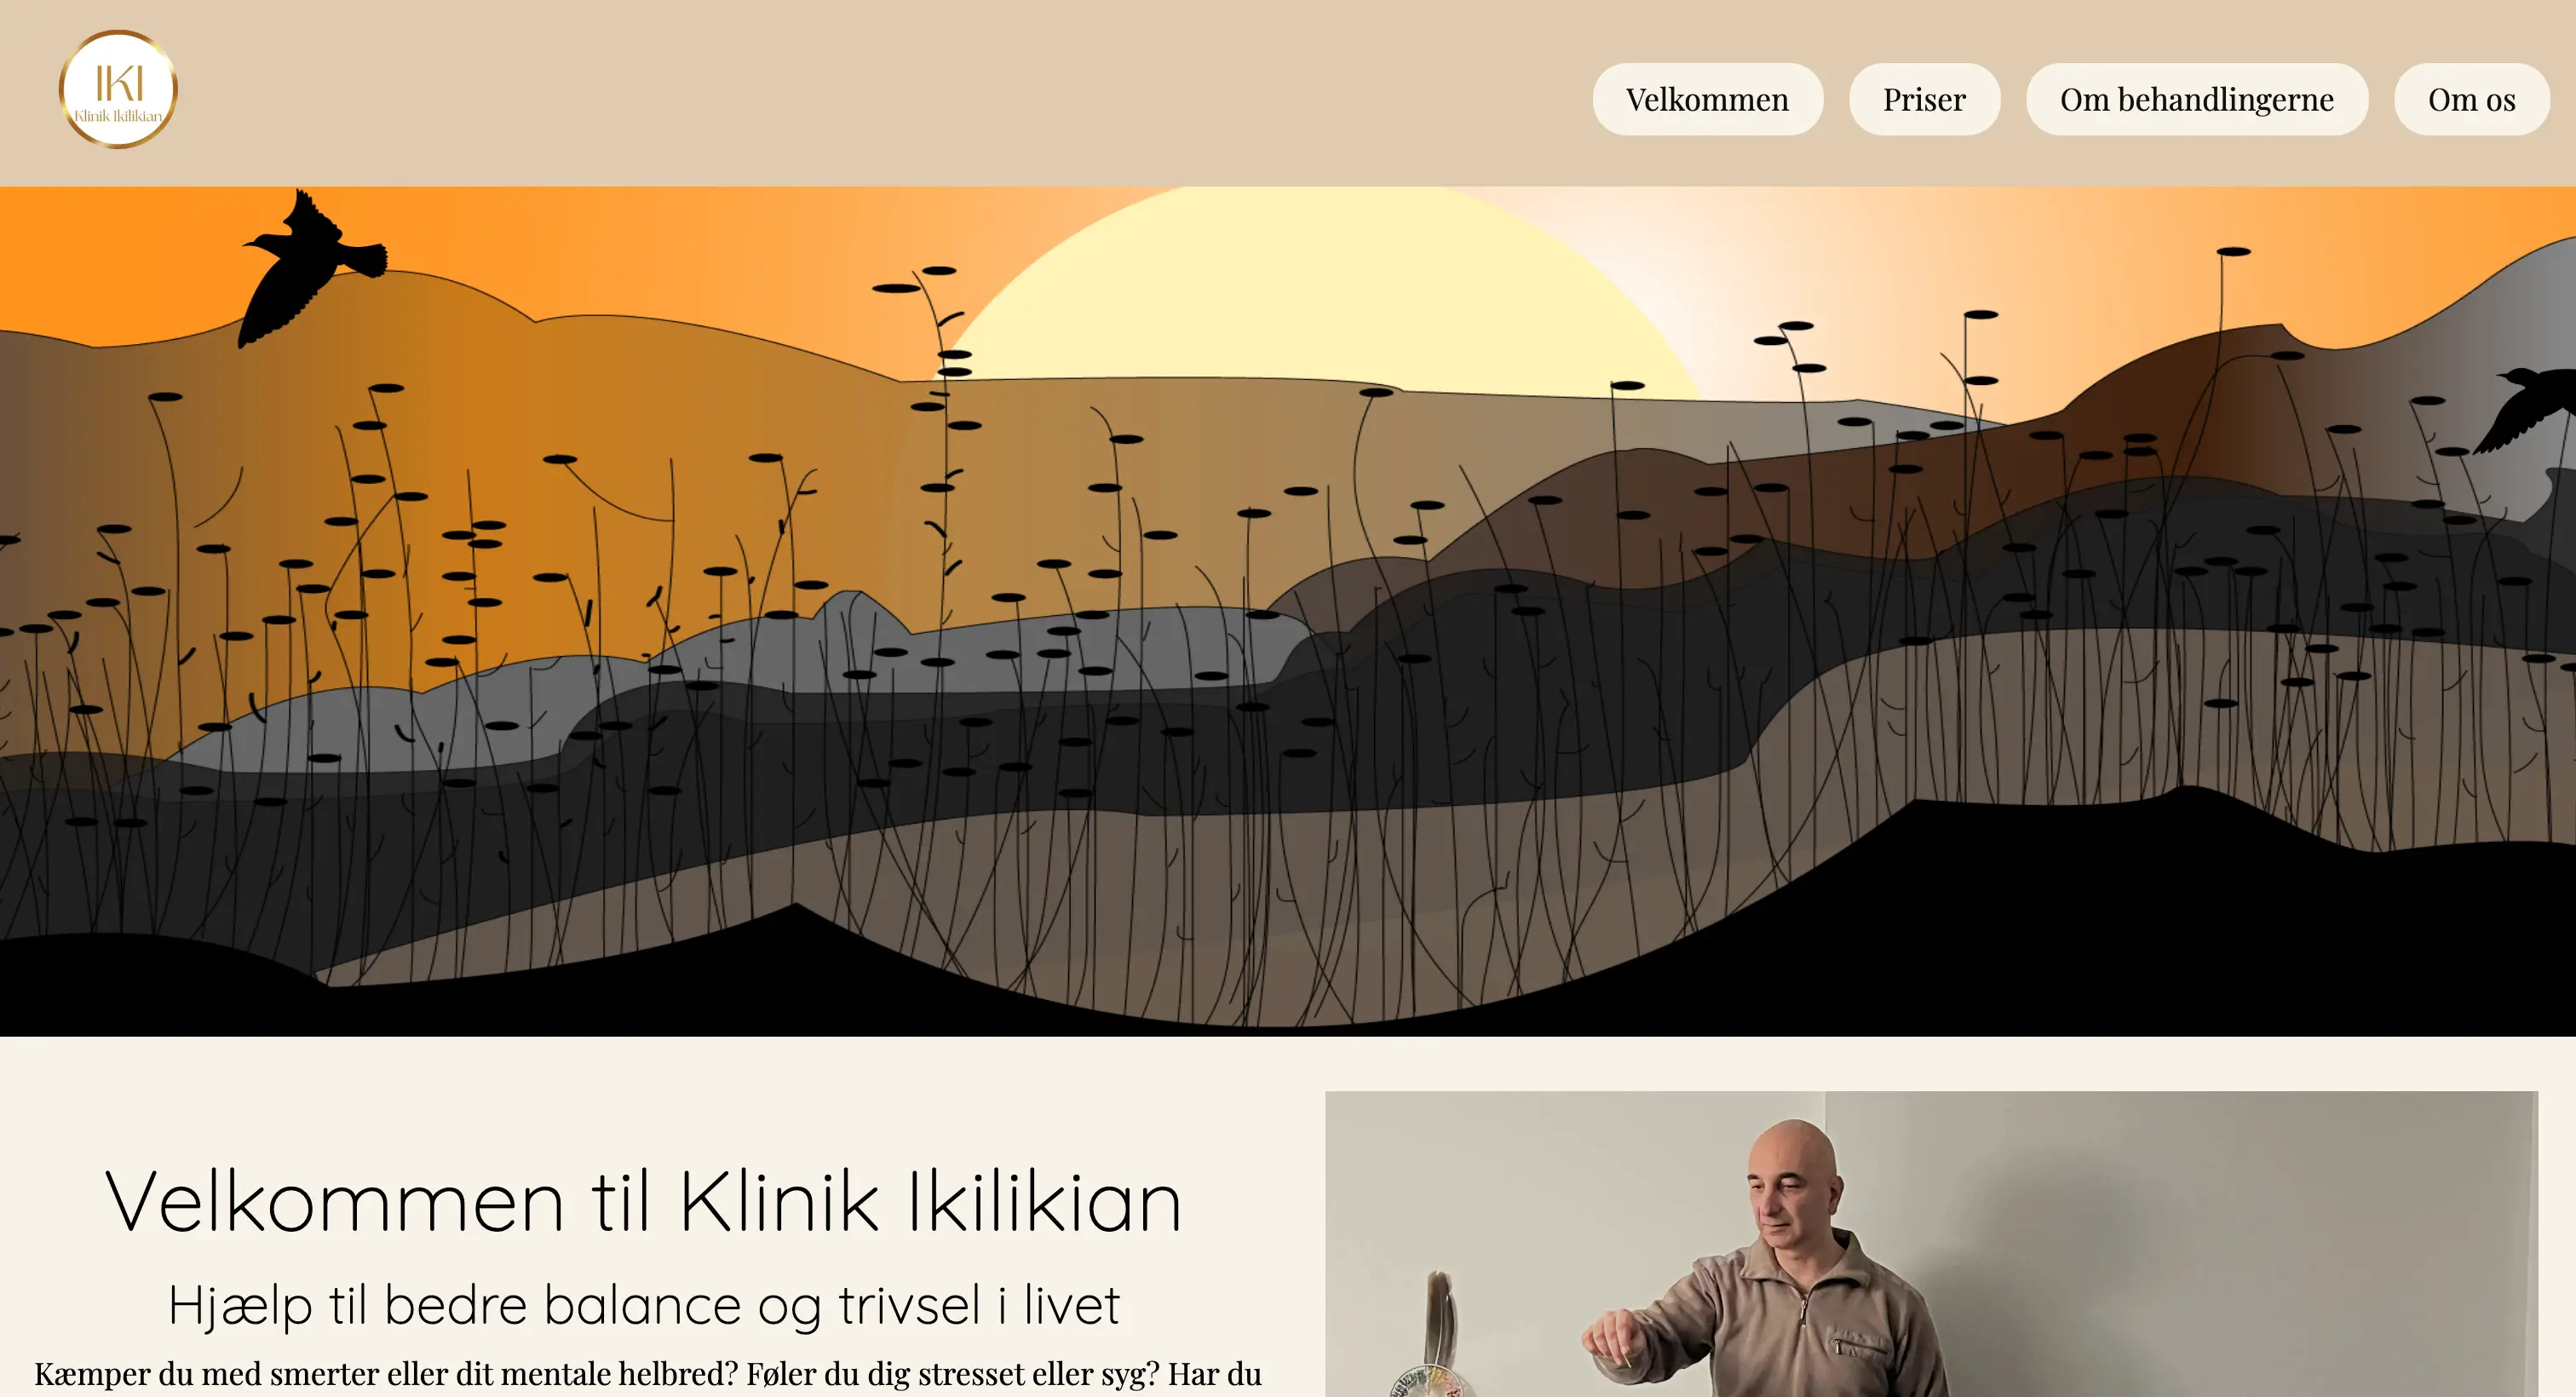 IKI
Klinik Ikilikian
Velkommen
Priser
Om behandlingerne
Om os
Velkommen til Klinik Ikilikian
Hjælp til bedre balance og trivsel i livet
Kæmper du med smerter eller dit mentale helbred? Føler du dig stresset eller syg? Har du